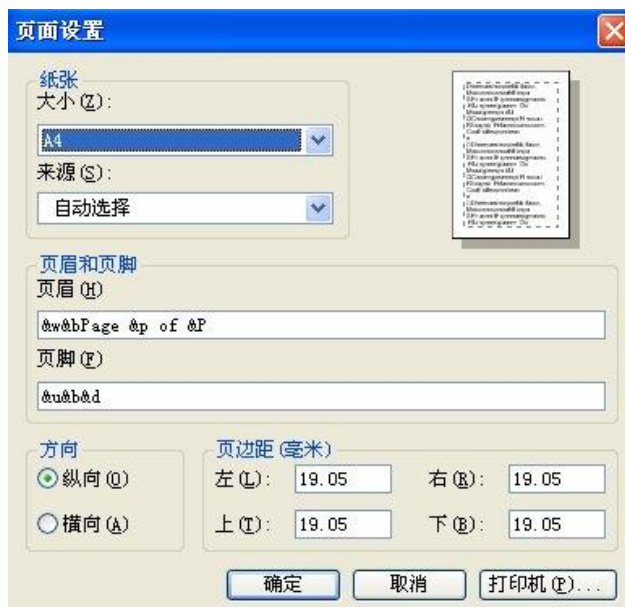 页面设置
纸张
大小(Z):
A4
来源(S):
自动选择
页眉和页脚
页眉(H)
&w&bPage &p of &P
页脚(F)
&u&b&d
方向
纵向(O)
横向(A)
页边距(毫米)
左(L): 19.05 右(R): 19.05
上(T): 19.05 下(B): 19.05
确定 取消 打印机(P)...